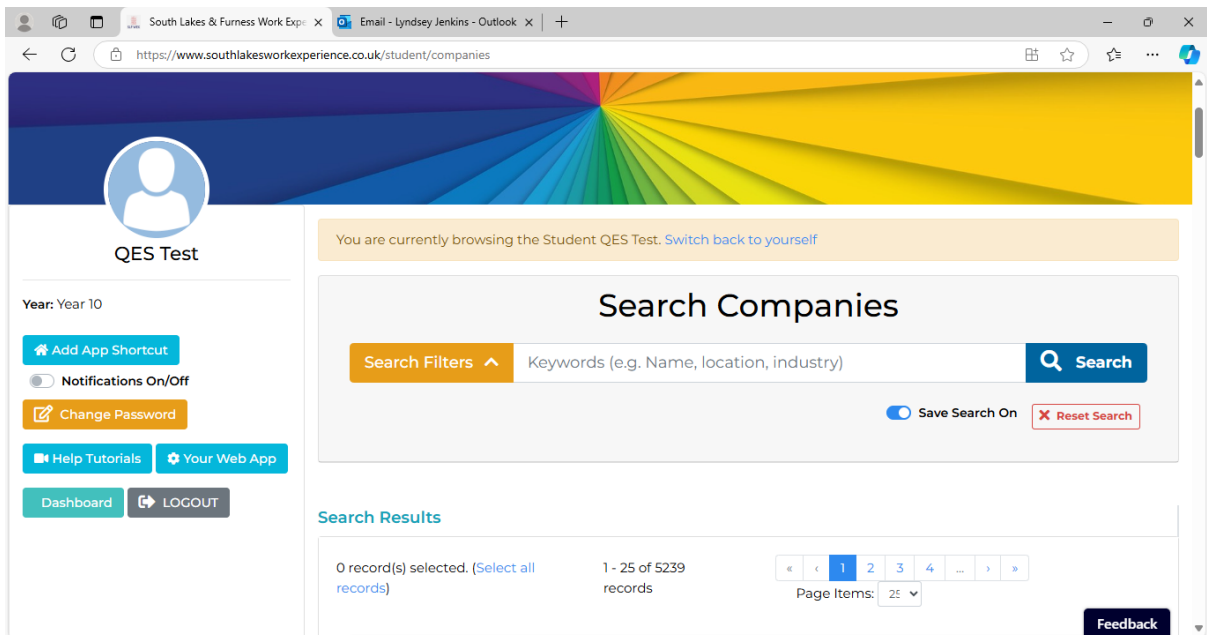 South Lakes & Furness Work Expe
Email - Lyndsey Jenkins - Outlook
https://www.southlakesworkexperience.co.uk/student/companies
QES Test
Year: Year 10
Add App Shortcut
Notifications On/Off
Change Password
Help Tutorials Your Web App
Dashboard LOGOUT
You are currently browsing the Student QES Test. Switch back to yourself
Search Companies
Search Filters Keywords (e.g. Name, location, industry) Search
Save Search On Reset Search
Search Results
0 record(s) selected. (Select all
records)
1 - 25 of 5239
records
« ‹ 1 2 3 4 ... › »
Page Items: 25
Feedback